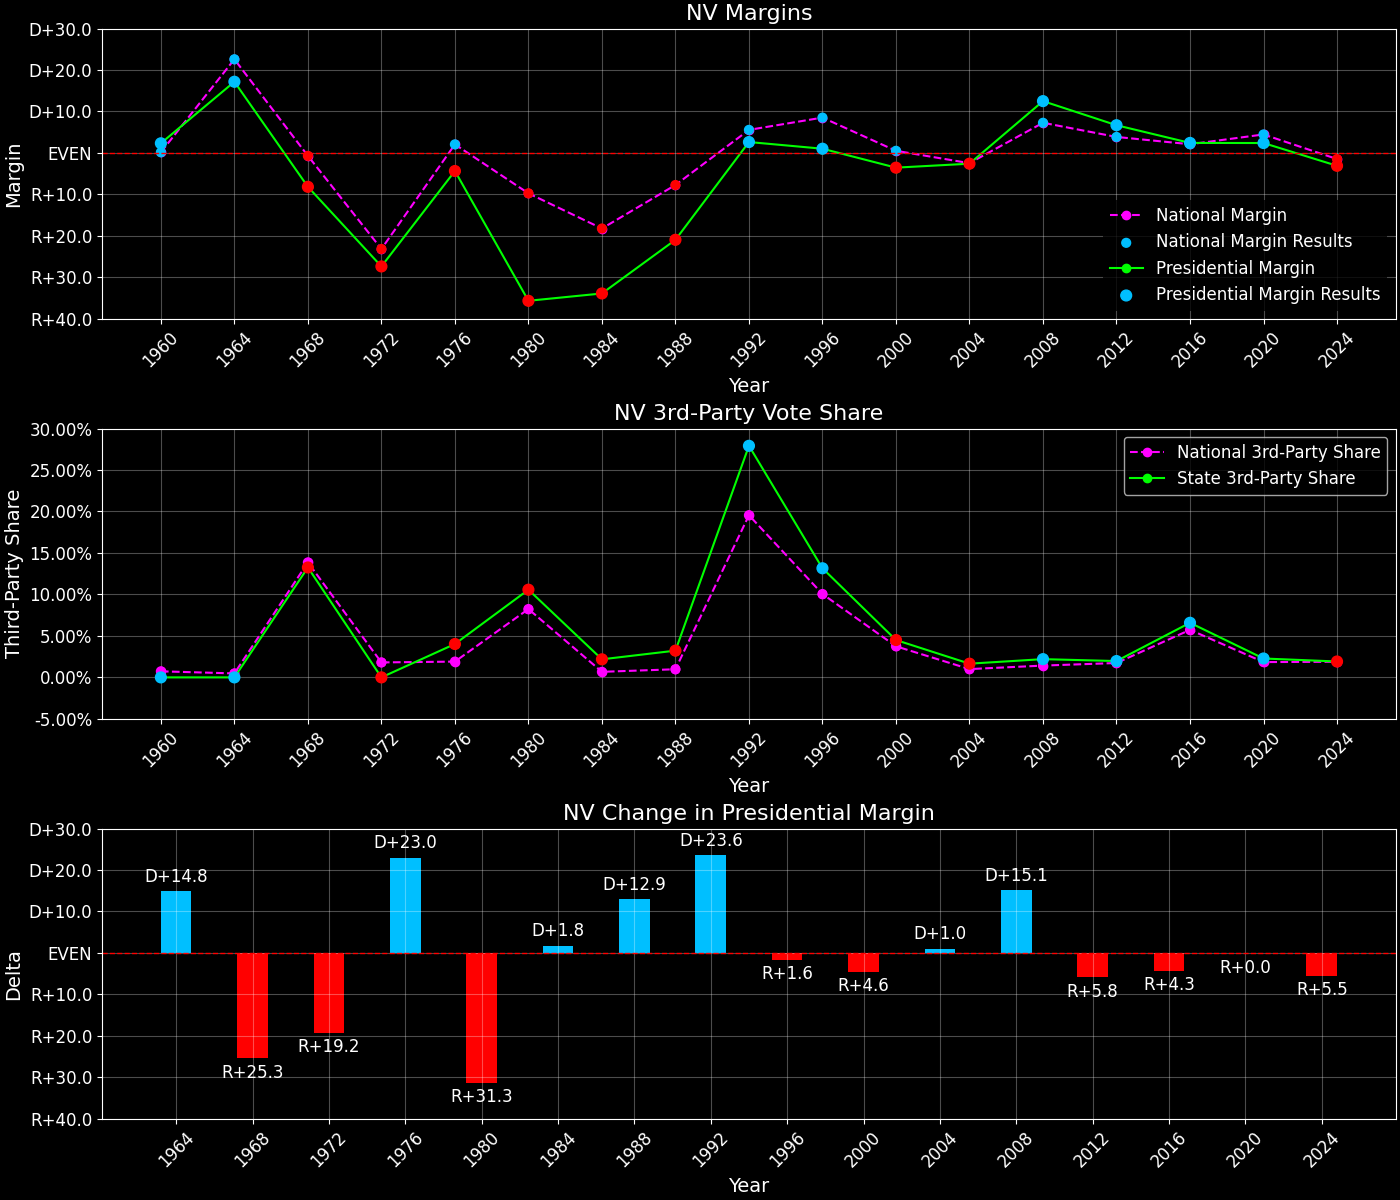 NV Margins
D+30.0
D+20.0
D+10.0
EVEN
R+10.0
R+20.0
R+30.0
R+40.0
Margin
National Margin
National Margin Results
Presidential Margin
Presidential Margin Results
1960 1964 1968 1972 1976 1980 1984 1988 1992 1996 2000 2004 2008 2012 2016 2020 2024
Year
NV 3rd-Party Vote Share
30.00%
25.00%
20.00%
15.00%
10.00%
5.00%
0.00%
-5.00%
Third-Party Share
National 3rd-Party Share
State 3rd-Party Share
1960 1964 1968 1972 1976 1980 1984 1988 1992 1996 2000 2004 2008 2012 2016 2020 2024
Year
NV Change in Presidential Margin
D+30.0
D+20.0
D+10.0
EVEN
R+10.0
R+20.0
R+30.0
R+40.0
Delta
D+14.8
R+25.3
R+19.2
D+23.0
R+31.3
D+1.8
D+12.9
D+23.6
R+1.6
R+4.6
D+1.0
D+15.1
R+5.8
R+4.3
R+0.0
R+5.5
1964 1968 1972 1976 1980 1984 1988 1992 1996 2000 2004 2008 2012 2016 2020 2024
Year